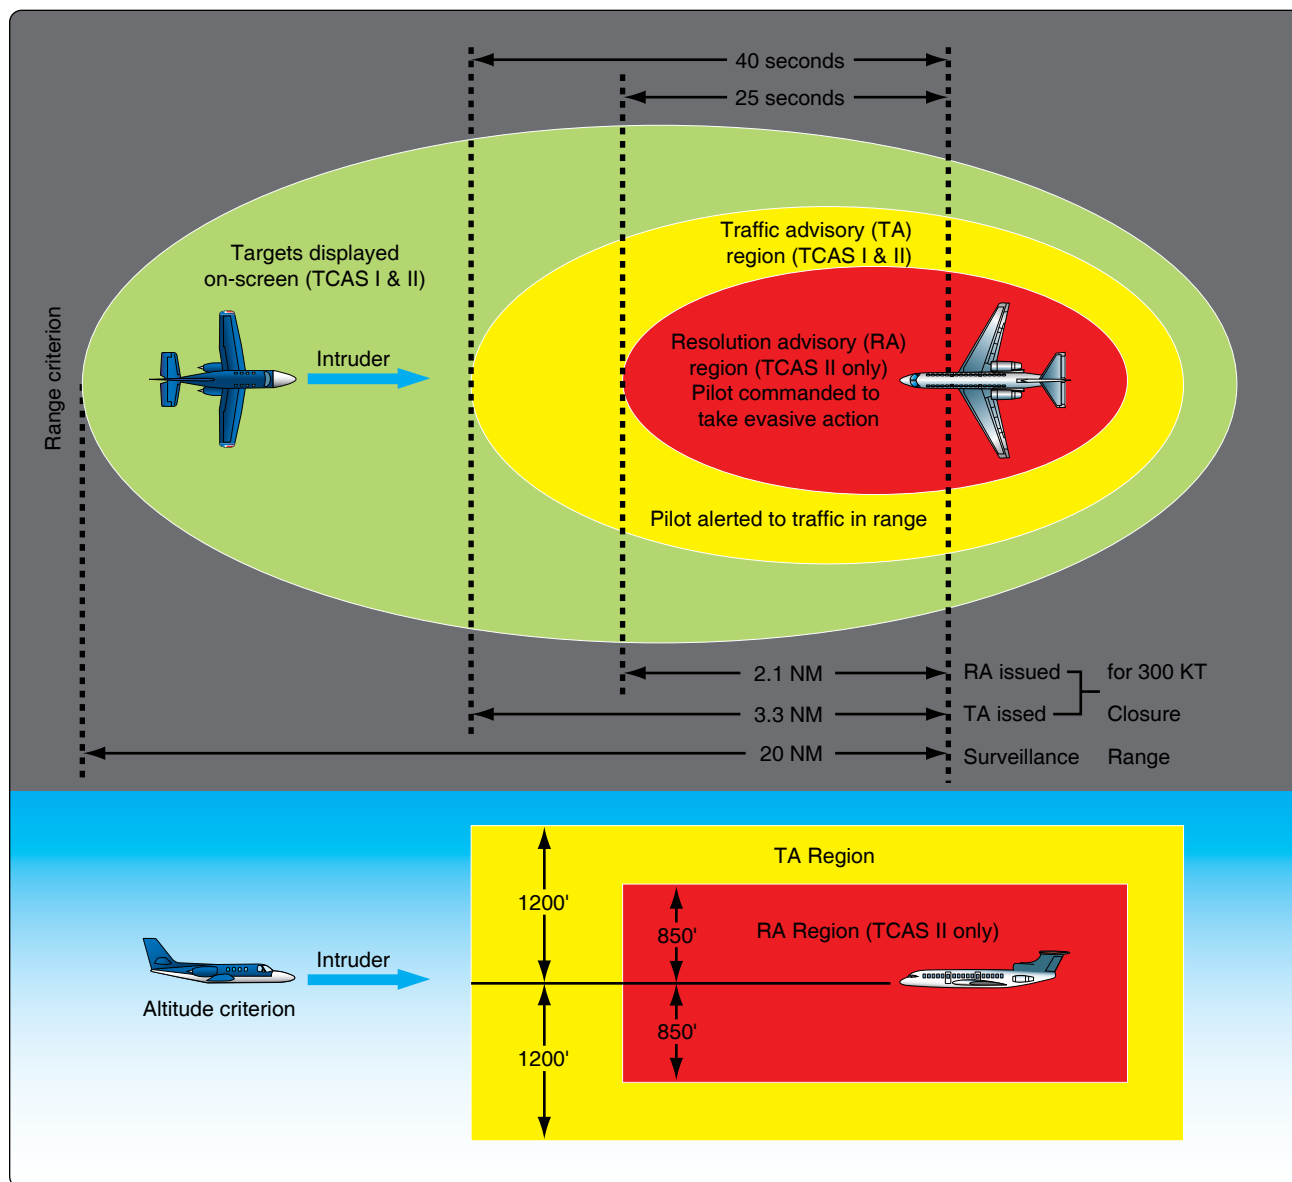 40 seconds
25 seconds
Traffic advisory (TA)
region (TCAS I & II)
Targets displayed
on-screen (TCAS I & II)
Range criterion
Intruder
Resolution advisory (RA)
region (TCAS II only)
Pilot commanded to
take evasive action
Pilot alerted to traffic in range
2.1 NM
RA issued
for 300 KT
3.3 NM
TA issed
Closure
20 NM
Surveillance
Range
TA Region
1200'
850'
RA Region (TCAS II only)
Intruder
Altitude criterion
850'
1200'